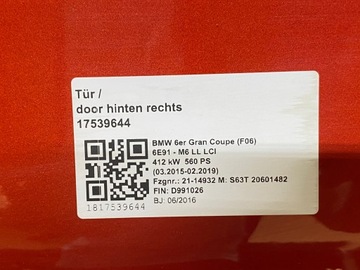 Tür /
door hinten rechts
17539644
BMW 6er Gran Coupe (F06)
6E91 - M6 LL LCI
412 kW 560 PS
(03.2015-02.2019)
Fzgnr.: 21-14932 M: S63T 20601482
FIN: D991026
BJ: 06/2016
1817539644